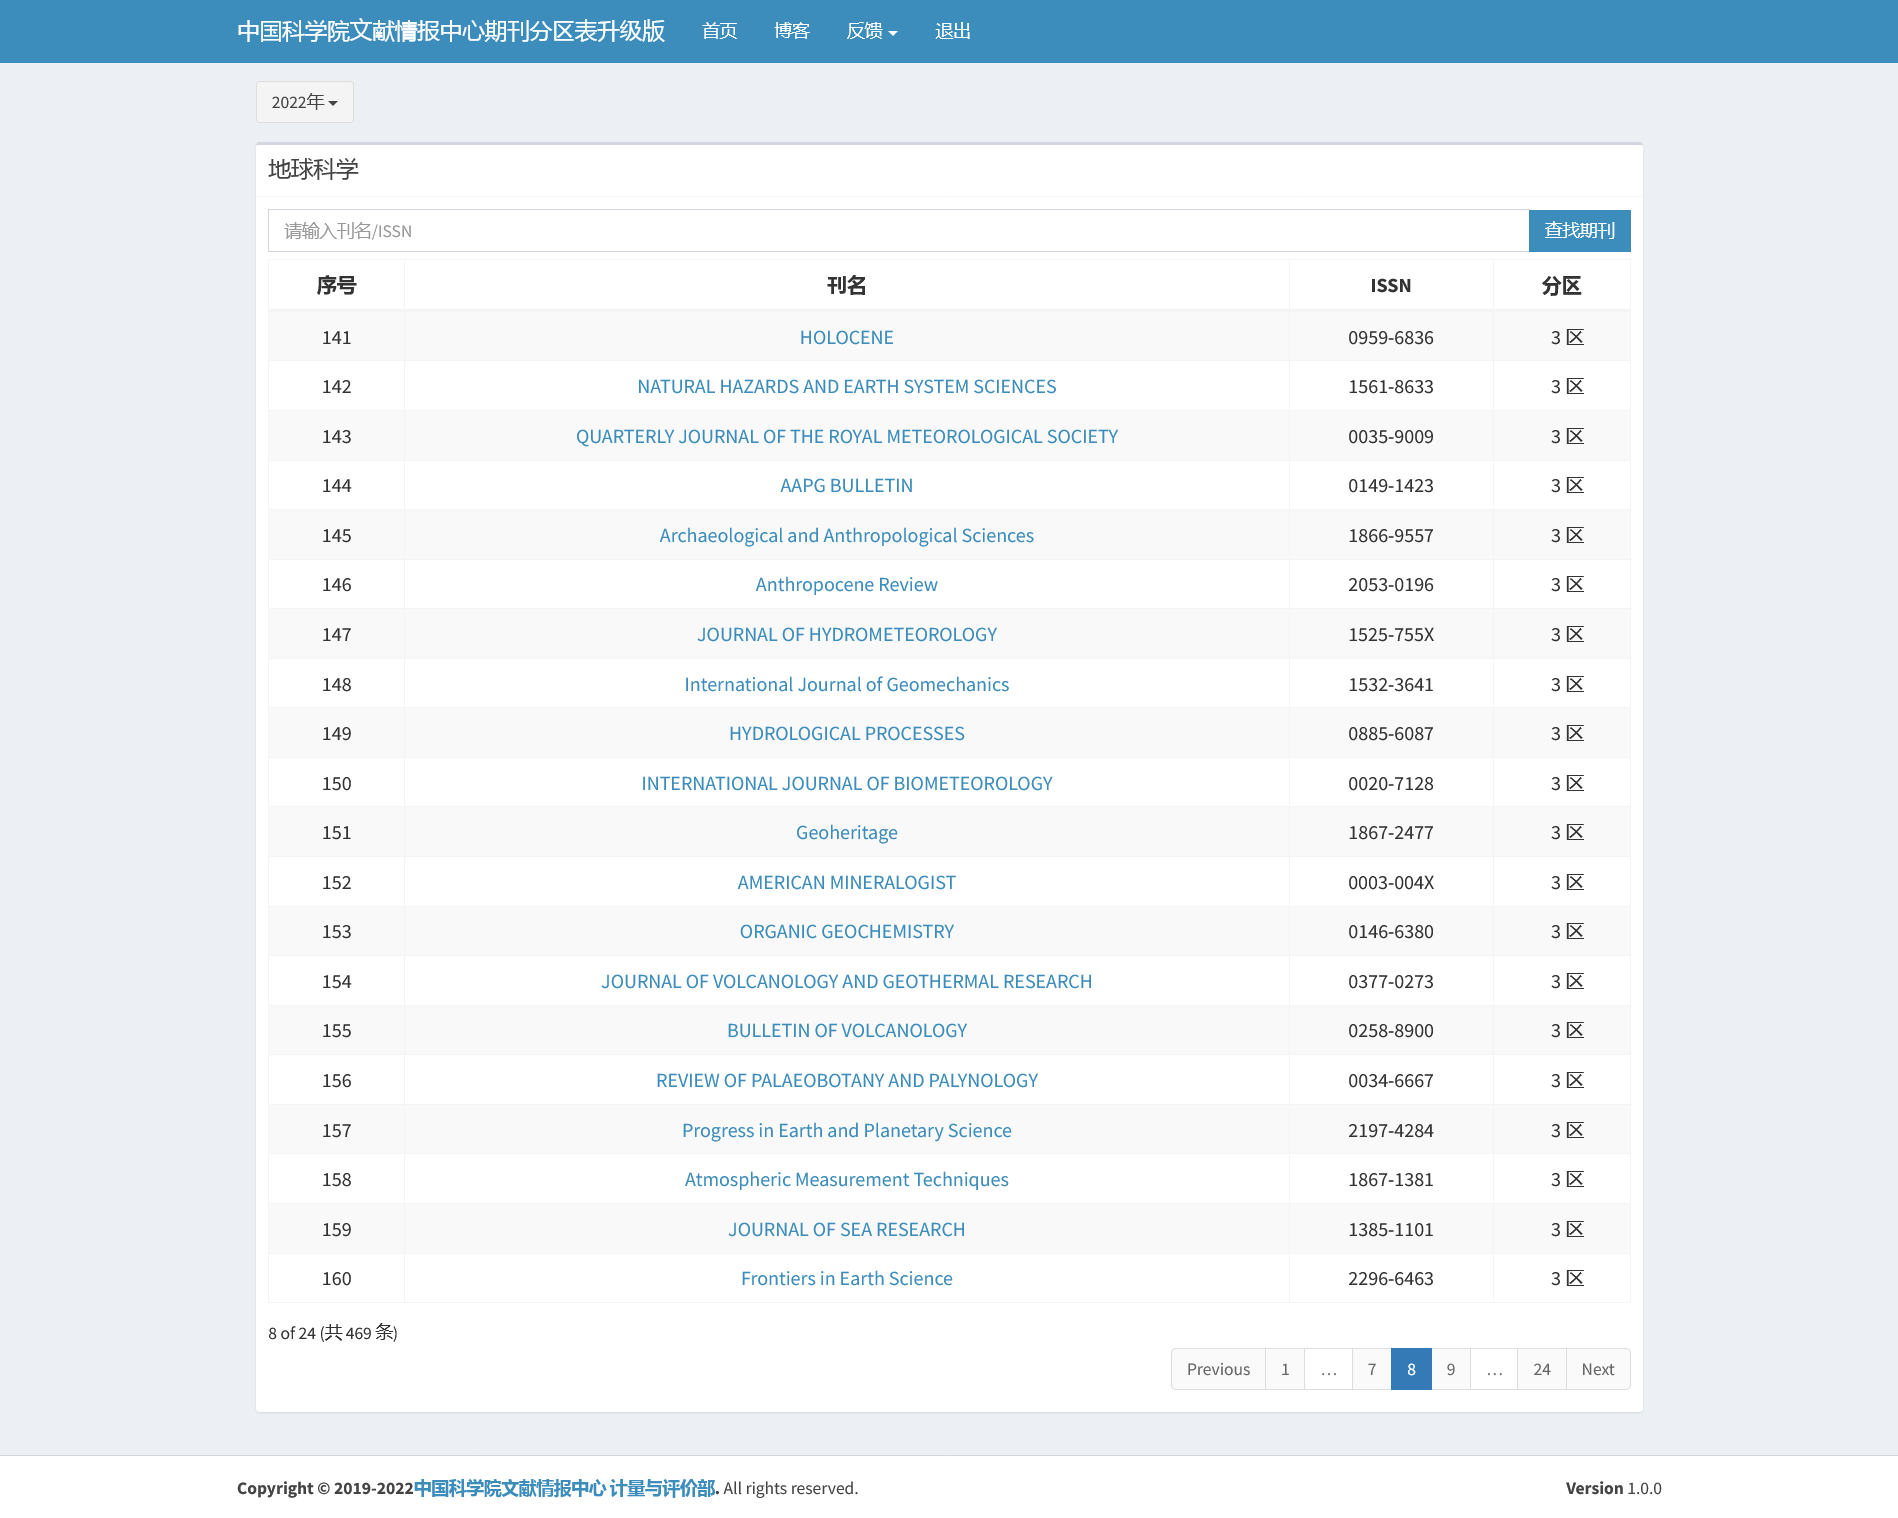 中国科学院文献情报中心期刊分区表升级版 首页 博客 反馈 退出
2022年
地球科学
请输入刊名/ISSN 查找期刊
序号 刊名 ISSN 分区
141 HOLOCENE 0959-6836 3 区
142 NATURAL HAZARDS AND EARTH SYSTEM SCIENCES 1561-8633 3 区
143 QUARTERLY JOURNAL OF THE ROYAL METEOROLOGICAL SOCIETY 0035-9009 3 区
144 AAPG BULLETIN 0149-1423 3 区
145 Archaeological and Anthropological Sciences 1866-9557 3 区
146 Anthropocene Review 2053-0196 3 区
147 JOURNAL OF HYDROMETEOROLOGY 1525-755X 3 区
148 International Journal of Geomechanics 1532-3641 3 区
149 HYDROLOGICAL PROCESSES 0885-6087 3 区
150 INTERNATIONAL JOURNAL OF BIOMETEOROLOGY 0020-7128 3 区
151 Geoheritage 1867-2477 3 区
152 AMERICAN MINERALOGIST 0003-004X 3 区
153 ORGANIC GEOCHEMISTRY 0146-6380 3 区
154 JOURNAL OF VOLCANOLOGY AND GEOTHERMAL RESEARCH 0377-0273 3 区
155 BULLETIN OF VOLCANOLOGY 0258-8900 3 区
156 REVIEW OF PALAEOBOTANY AND PALYNOLOGY 0034-6667 3 区
157 Progress in Earth and Planetary Science 2197-4284 3 区
158 Atmospheric Measurement Techniques 1867-1381 3 区
159 JOURNAL OF SEA RESEARCH 1385-1101 3 区
160 Frontiers in Earth Science 2296-6463 3 区
8 of 24 (共 469 条)
Previous 1 … 7 8 9 … 24 Next
Copyright © 2019-2022中国科学院文献情报中心 计量与评价部. All rights reserved. Version 1.0.0